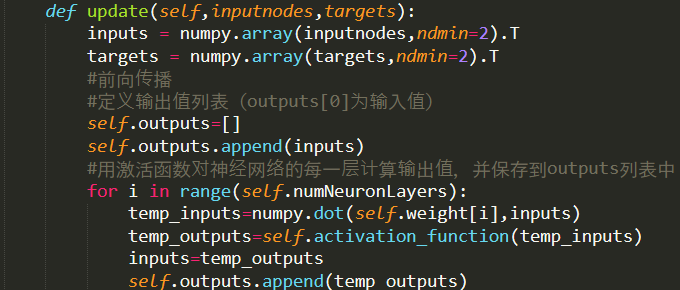 def update(self,inputnodes,targets):
inputs = numpy.array(inputnodes,ndmin=2).T
targets = numpy.array(targets,ndmin=2).T
#前向传播
#定义输出值列表（outputs[0]为输入值）
self.outputs=[]
self.outputs.append(inputs)
#用激活函数对神经网络的每一层计算输出值，并保存到outputs列表中
for i in range(self.numNeuronLayers):
temp_inputs=numpy.dot(self.weight[i],inputs)
temp_outputs=self.activation_function(temp_inputs)
inputs=temp_outputs
self.outputs.append(temp_outputs)